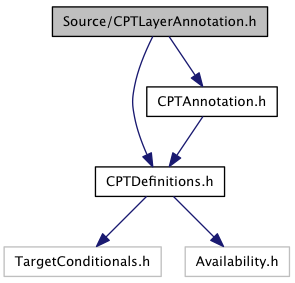 Source/CPTLayerAnnotation.h
CPTAnnotation.h
CPTDefinitions.h
TargetConditionals.h
Availability.h